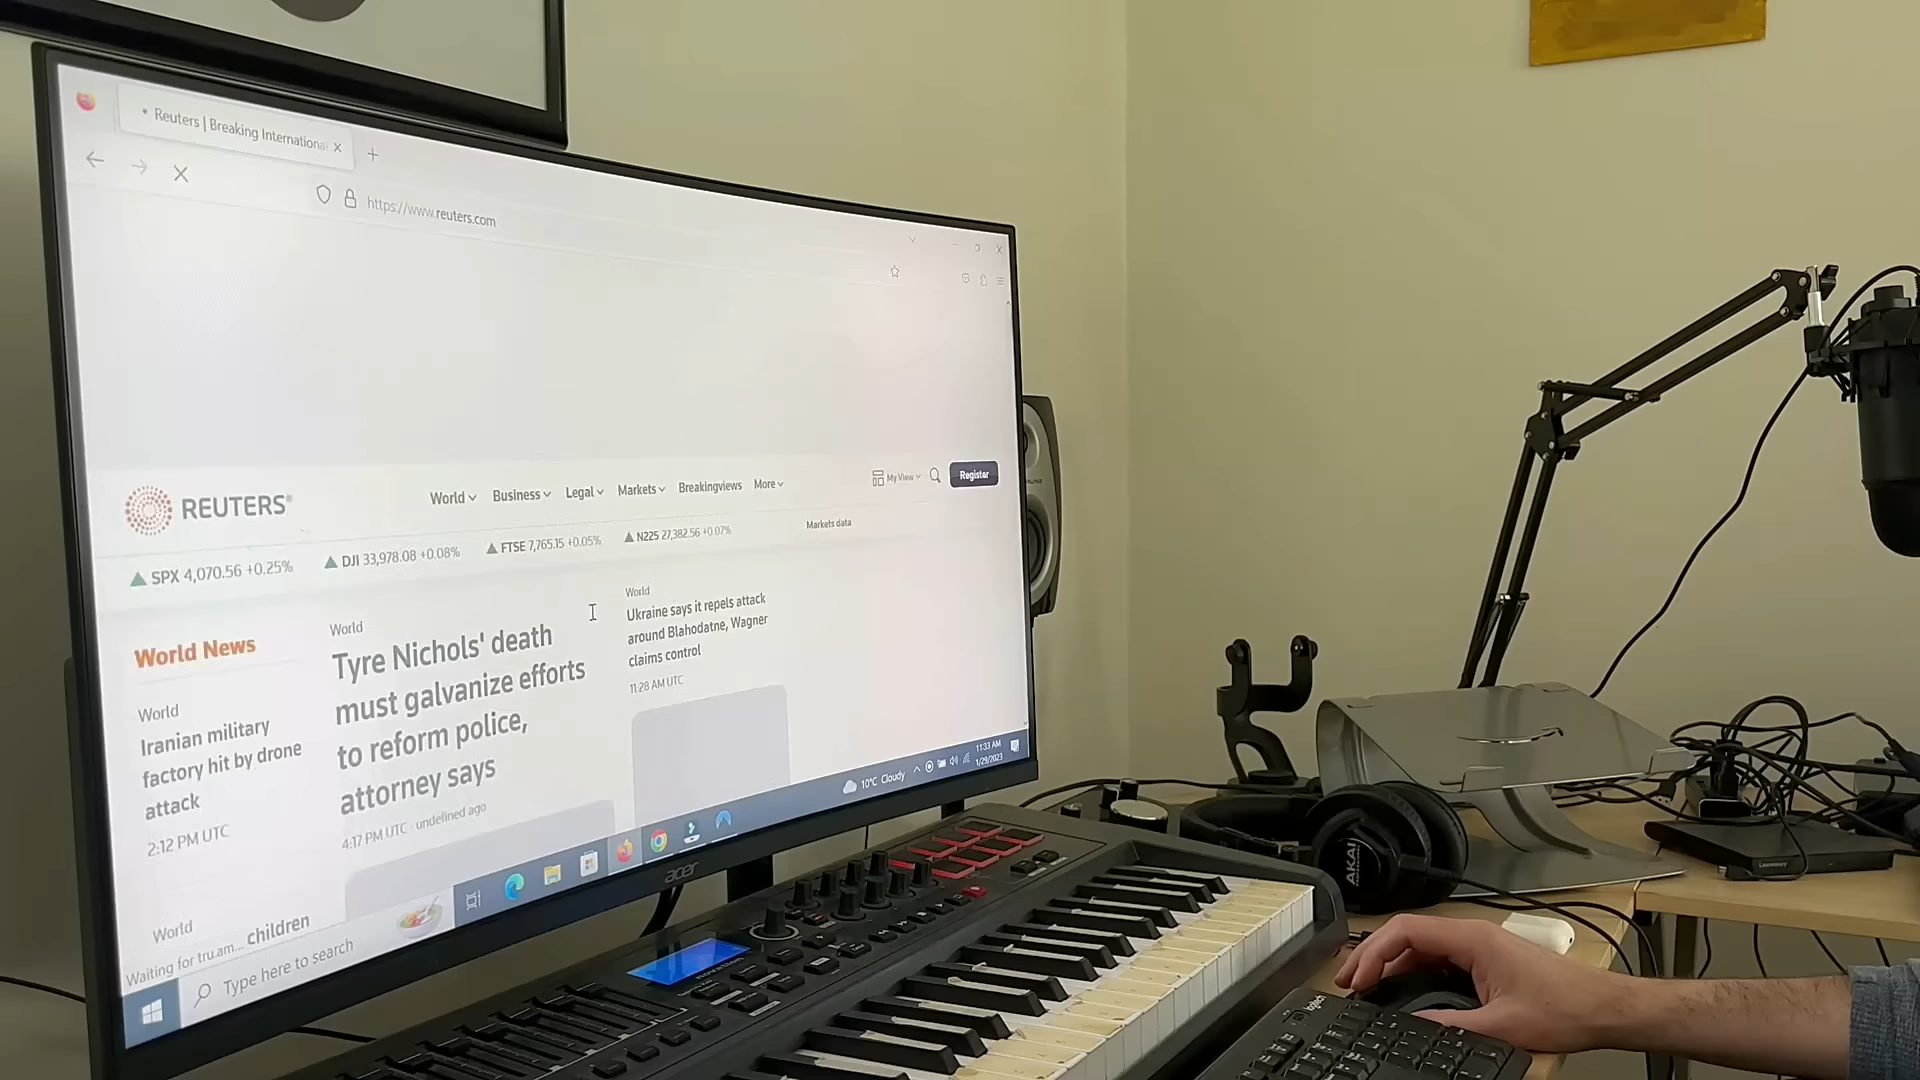 Reuters | Breaking Internationa
https://www.reuters.com
REUTERS
World
Business
Legal
Markets
Breakingviews
More
My View
Register
SPX 4,070.56 +0.25%
DJI 33,978.08 +0.08%
FTSE 7,765.15 +0.05%
N225 27,382.56 +0.07%
Markets data
World News
World
Iranian military
factory hit by drone
attack
2:12 PM UTC
World
children
World
Tyre Nichols' death
must galvanize efforts
to reform police,
attorney says
4:17 PM UTC · undefined ago
World
Ukraine says it repels attack
around Blahodatne, Wagner
claims control
11:28 AM UTC
Waiting for tru.am...
Type here to search
10°C Cloudy
11:33 AM
1/29/2023
acer
novation
AKAI
logitech